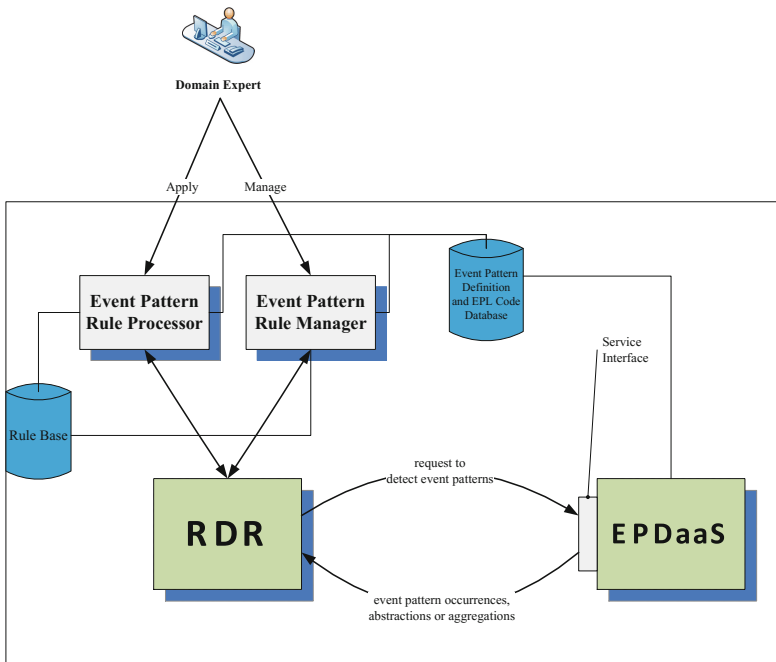 Domain Expert
Apply
Manage
Event Pattern
Rule Processor
Event Pattern
Rule Manager
Event Pattern
Definition
and EPL Code
Database
Service
Interface
Rule Base
RDR
request to
detect event patterns
EPDaaS
event pattern occurrences,
abstractions or aggregations